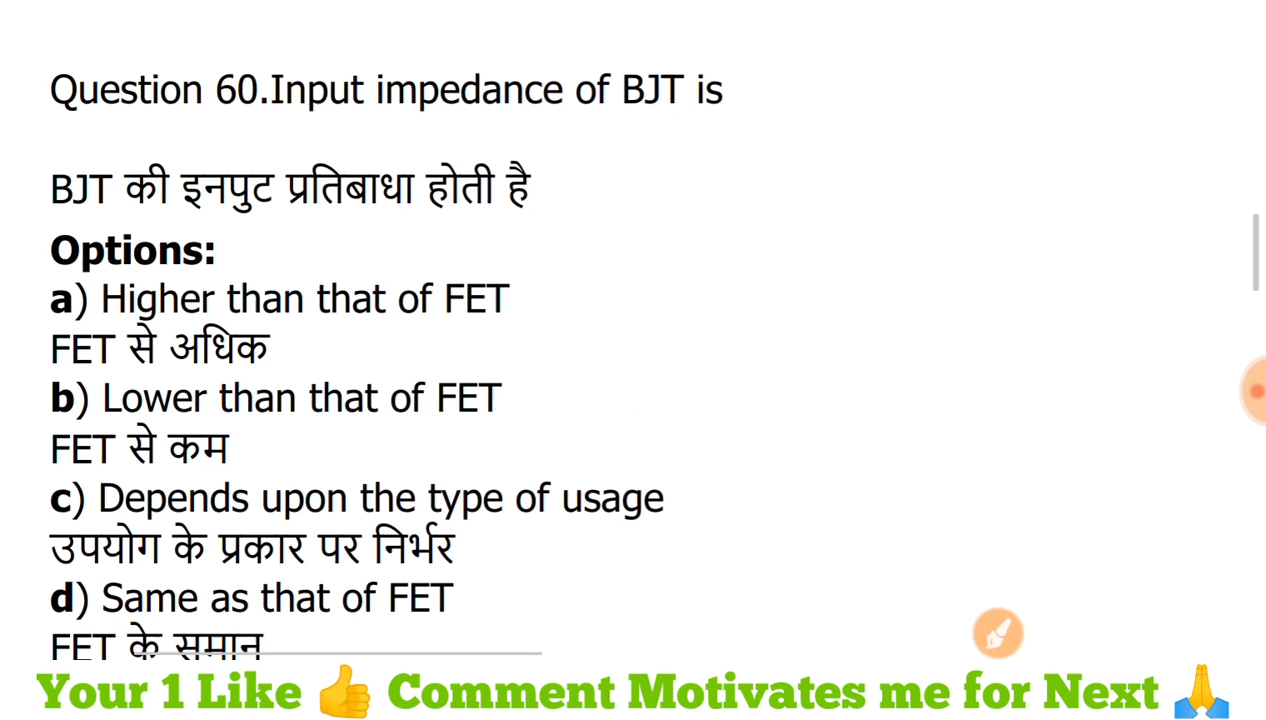 Question 60.Input impedance of BJT is
BJT की इनपुट प्रतिबाधा होती है
Options:
a) Higher than that of FET
FET से अधिक
b) Lower than that of FET
FET से कम
c) Depends upon the type of usage
उपयोग के प्रकार पर निर्भर
d) Same as that of FET
FET के समान
Your 1 Like 👍 Comment Motivates me for Next 🙏